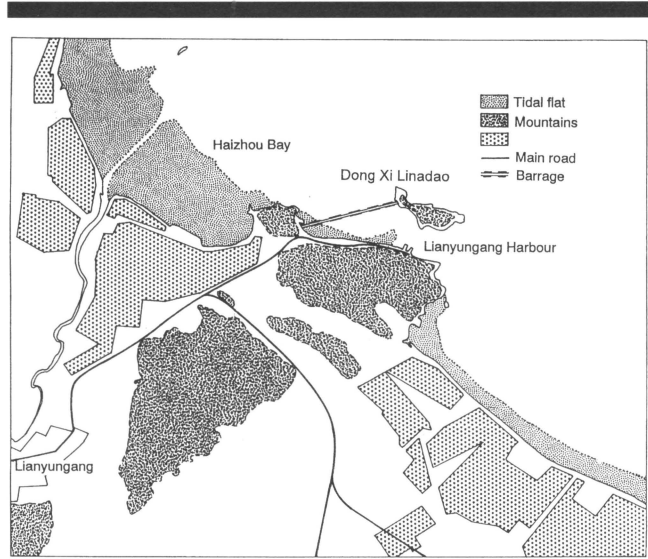 Haizhou Bay
Tidal flat
Mountains
Main road
Barrage
Dong Xi Linadao
Lianyungang Harbour
Lianyungang